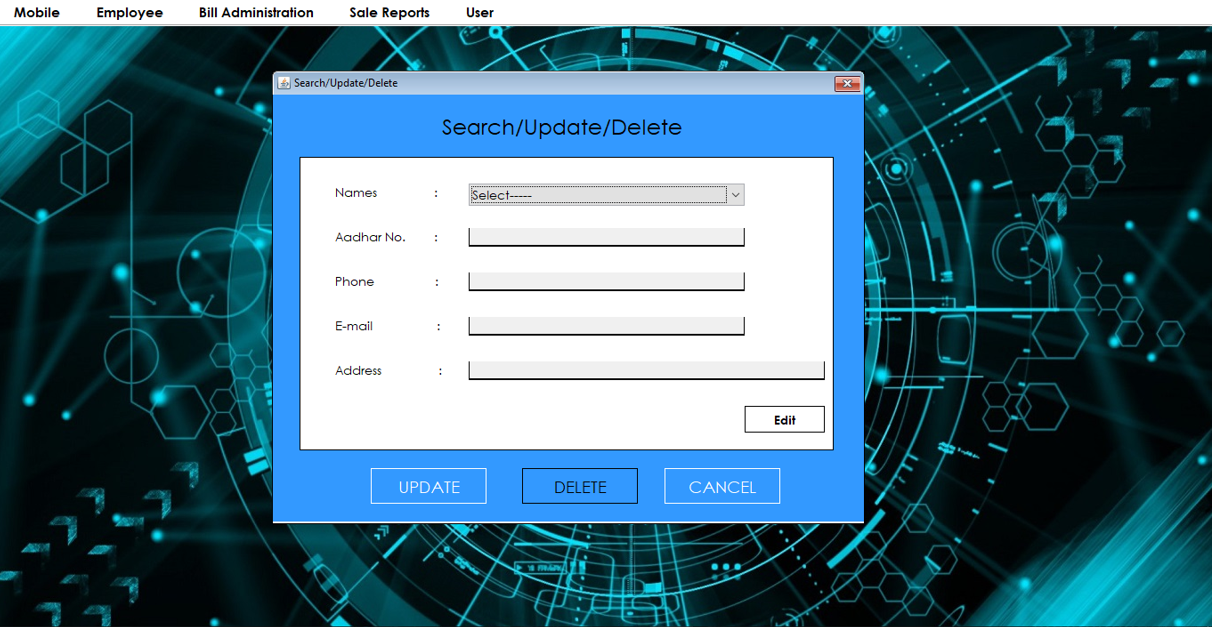 Mobile Employee Bill Administration Sale Reports User
Search/Update/Delete
Search/Update/Delete
Names : Select-----
Aadhar No. :
Phone :
E-mail :
Address :
Edit
UPDATE DELETE CANCEL